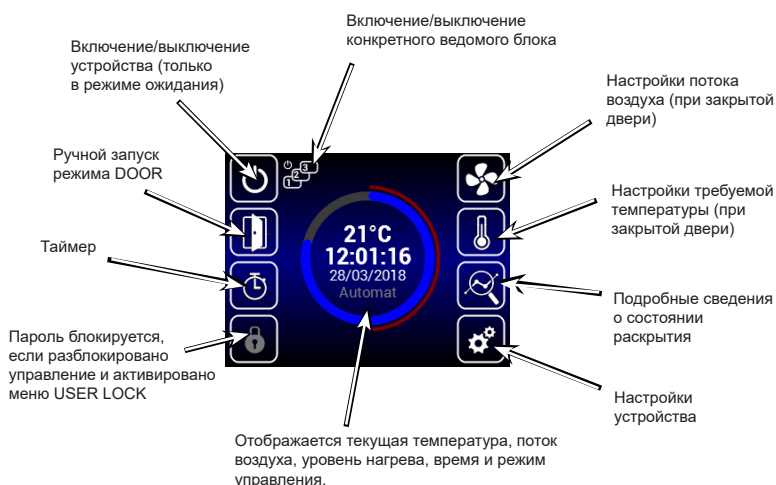 Включение/выключение
конкретного ведомого блока
Включение/выключение
устройства (только
в режиме ожидания)
Настройки потока
воздуха (при закрытой
двери)
Ручной запуск
режима DOOR
Настройки требуемой
температуры (при
закрытой двери)
Таймер
1 2 3
21°C
12:01:16
28/03/2018
Automat
Подробные сведения
о состоянии
раскрытия
Пароль блокируется,
если разблокировано
управление и активировано
меню USER LOCK
Настройки
устройства
Отображается текущая температура, поток
воздуха, уровень нагрева, время и режим
управления.